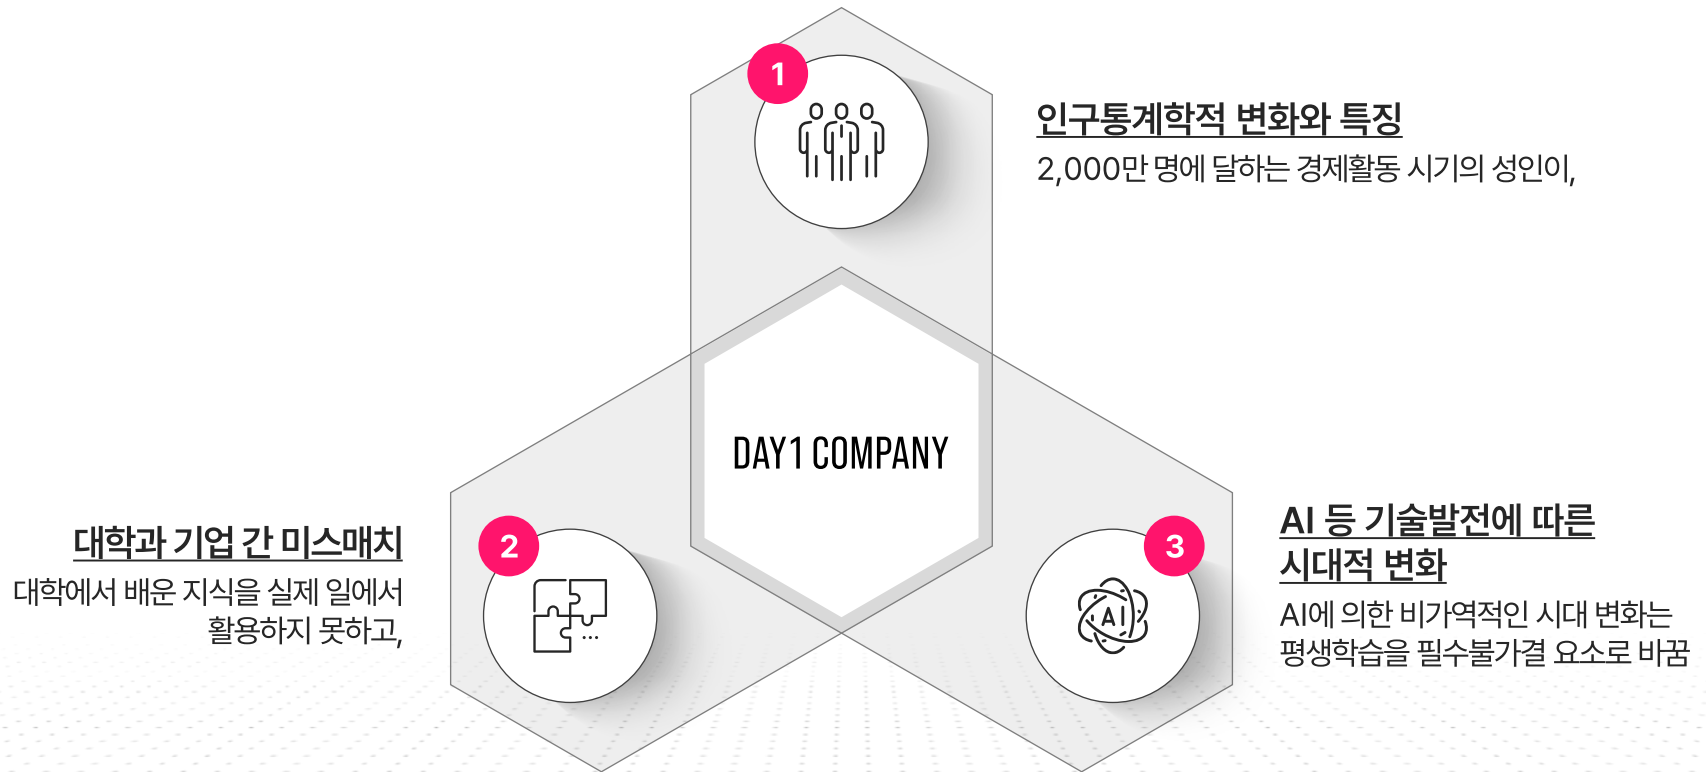 1
인구통계학적 변화와 특징
2,000만 명에 달하는 경제활동 시기의 성인이,
DAY1 COMPANY
2
대학과 기업 간 미스매치
대학에서 배운 지식을 실제 일에서
활용하지 못하고,
3
AI 등 기술발전에 따른
시대적 변화
AI에 의한 비가역적인 시대 변화는
평생학습을 필수불가결 요소로 바꿈
AI